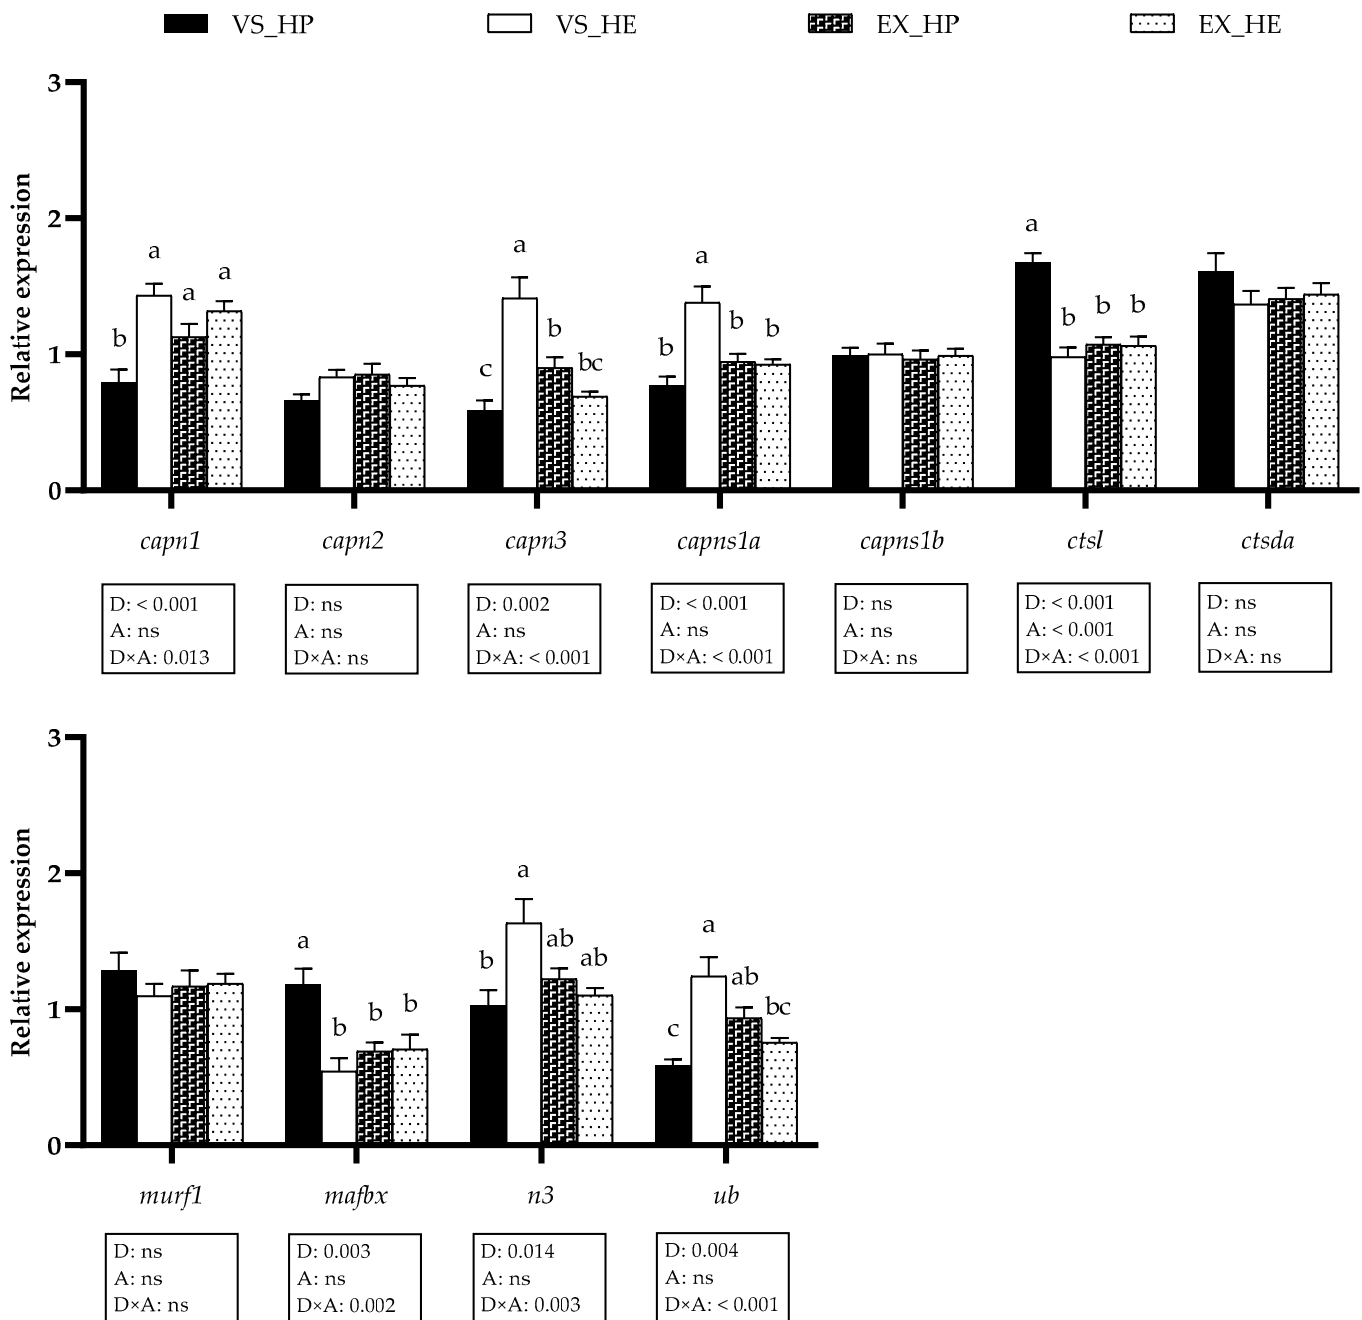 VS_HP VS_HE EX_HP EX_HE
3
2
1
0
Relative expression
a
b
a
a
a
c
b
bc
a
b
b
b
a
b
b
b
capn1 capn2 capn3 capns1a capns1b ctsl ctsda
D: < 0.001
A: ns
D×A: 0.013
D: ns
A: ns
D×A: ns
D: 0.002
A: ns
D×A: < 0.001
D: < 0.001
A: ns
D×A: < 0.001
D: ns
A: ns
D×A: ns
D: < 0.001
A: < 0.001
D×A: < 0.001
D: ns
A: ns
D×A: ns
3
2
1
0
Relative expression
a
b
b
b
b
a
ab
ab
c
a
ab
bc
murf1 mafbx n3 ub
D: ns
A: ns
D×A: ns
D: 0.003
A: ns
D×A: 0.002
D: 0.014
A: ns
D×A: 0.003
D: 0.004
A: ns
D×A: < 0.001